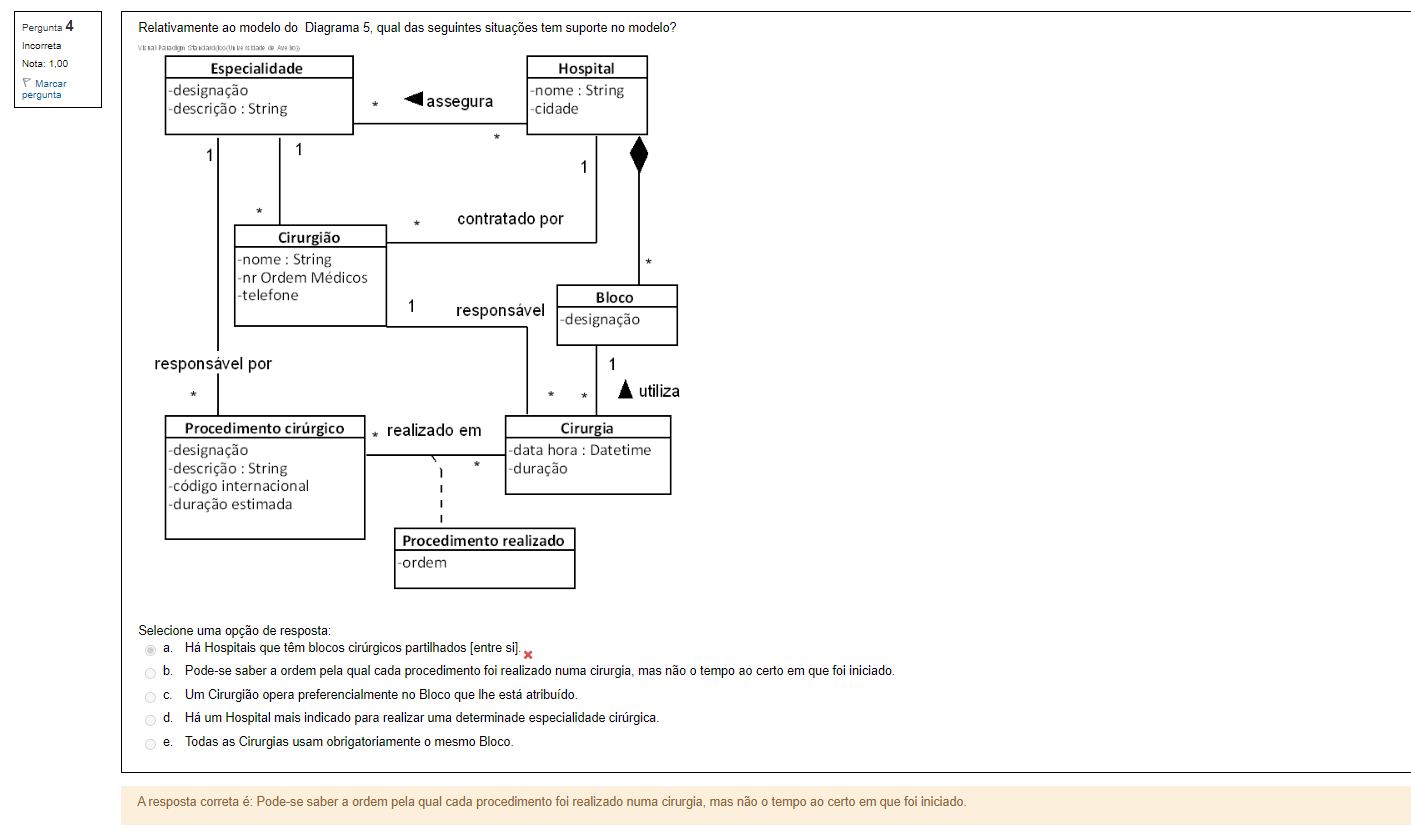 Pergunta 4
Incorreta
Nota: 1,00
Marcar
pergunta
Relativamente ao modelo do Diagrama 5, qual das seguintes situações tem suporte no modelo?
Visual Paradigm Standard(ico(Universidade de Aveiro))
Especialidade
-designação
-descrição : String
Hospital
-nome : String
-cidade
*
assegura
*
1
1
1
*
*
contratado por
Cirurgião
-nome : String
-nr Ordem Médicos
-telefone
*
Bloco
-designação
1
responsável
responsável por
1
*
*
*
utiliza
Procedimento cirúrgico
-designação
-descrição : String
-código internacional
-duração estimada
*
realizado em
*
Cirurgia
-data hora : Datetime
-duração
Procedimento realizado
-ordem
Selecione uma opção de resposta:
a. Há Hospitais que têm blocos cirúrgicos partilhados [entre si].
b. Pode-se saber a ordem pela qual cada procedimento foi realizado numa cirurgia, mas não o tempo ao certo em que foi iniciado.
c. Um Cirurgião opera preferencialmente no Bloco que lhe está atribuído.
d. Há um Hospital mais indicado para realizar uma determinade especialidade cirúrgica.
e. Todas as Cirurgias usam obrigatoriamente o mesmo Bloco.
A resposta correta é: Pode-se saber a ordem pela qual cada procedimento foi realizado numa cirurgia, mas não o tempo ao certo em que foi iniciado.